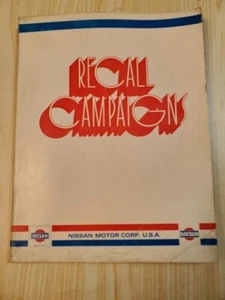 RECALL
CAMPAIGNS
NISSAN
NISSAN MOTOR CORP. U.S.A.
DATSUN